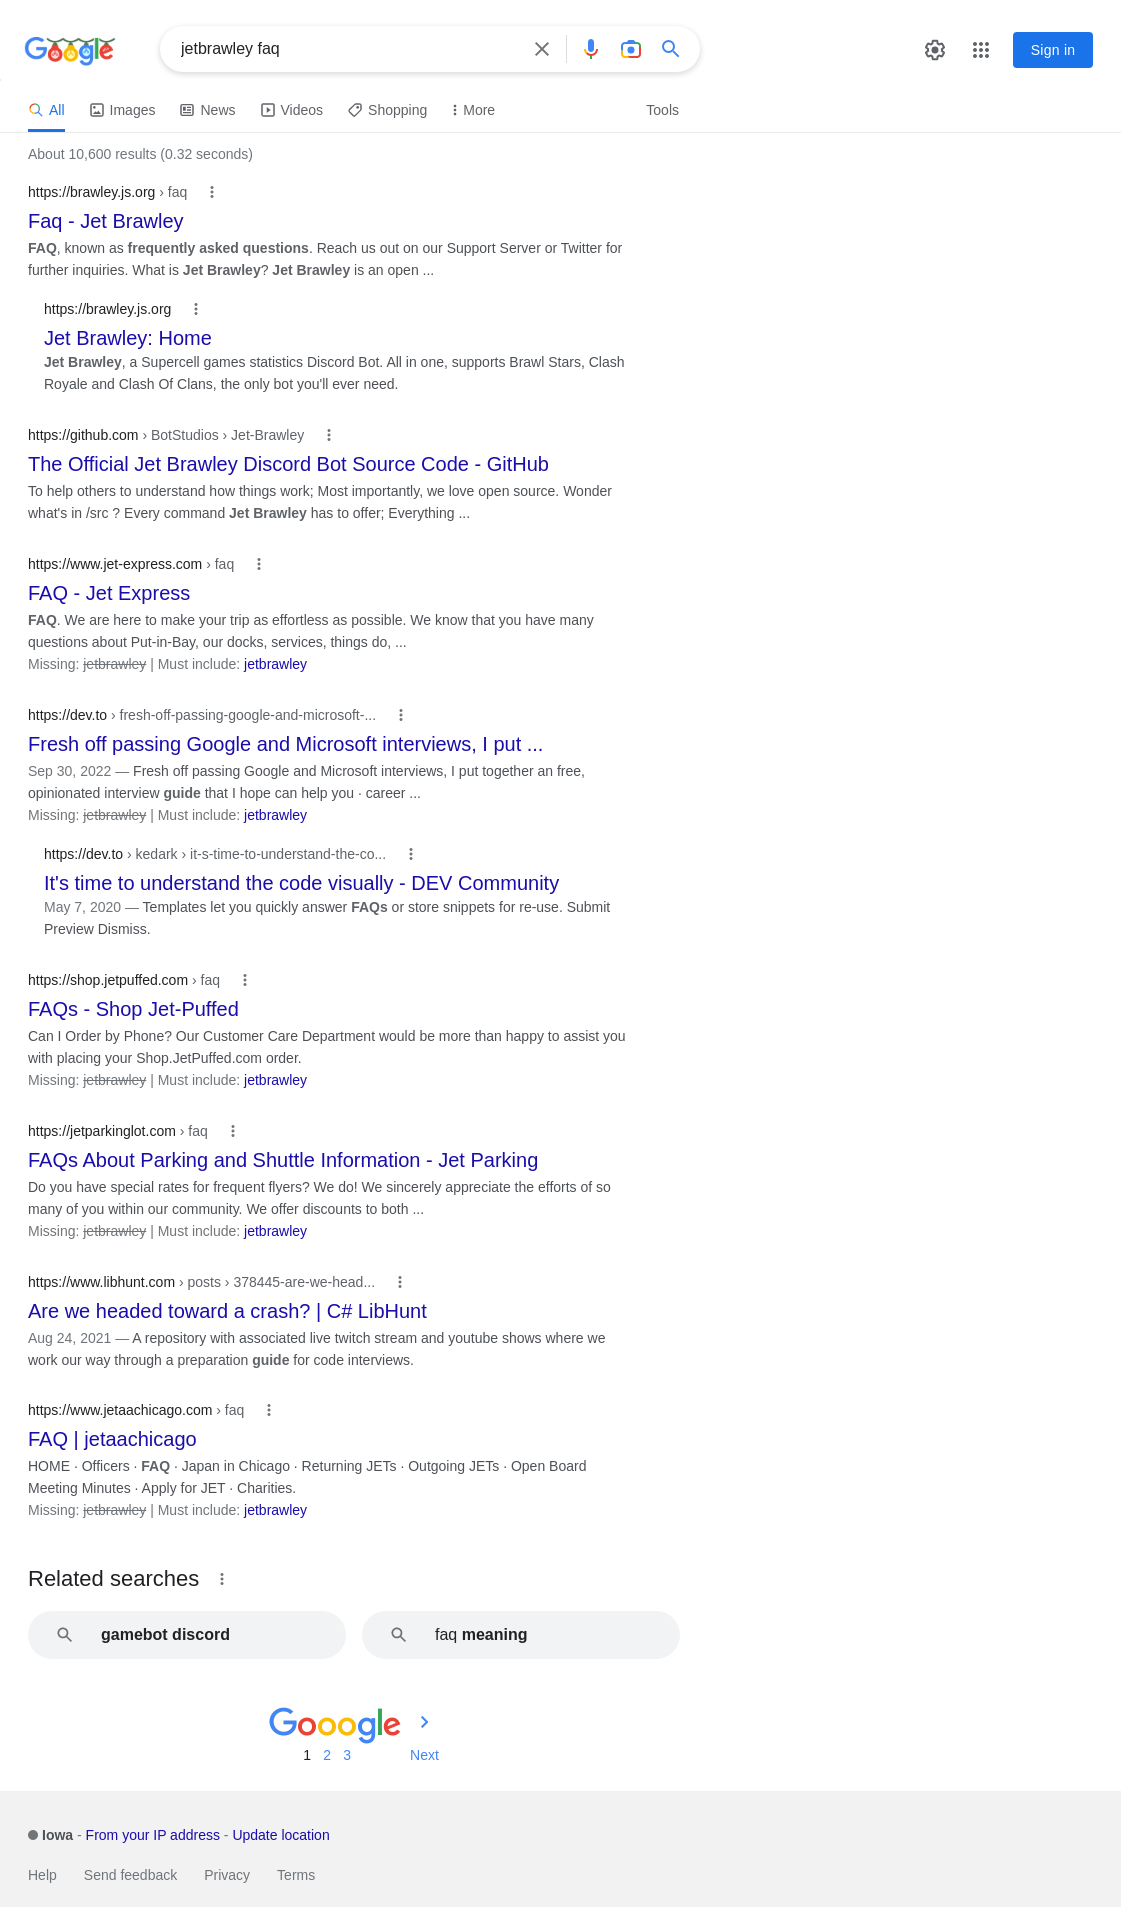 Google
jetbrawley faq
Sign in
All
Images
News
Videos
Shopping
More
Tools
About 10,600 results (0.32 seconds)
https://brawley.js.org › faq
Faq - Jet Brawley
FAQ, known as frequently asked questions. Reach us out on our Support Server or Twitter for
further inquiries. What is Jet Brawley? Jet Brawley is an open ...
https://brawley.js.org
Jet Brawley: Home
Jet Brawley, a Supercell games statistics Discord Bot. All in one, supports Brawl Stars, Clash
Royale and Clash Of Clans, the only bot you'll ever need.
https://github.com › BotStudios › Jet-Brawley
The Official Jet Brawley Discord Bot Source Code - GitHub
To help others to understand how things work; Most importantly, we love open source. Wonder
what's in /src ? Every command Jet Brawley has to offer; Everything ...
https://www.jet-express.com › faq
FAQ - Jet Express
FAQ. We are here to make your trip as effortless as possible. We know that you have many
questions about Put-in-Bay, our docks, services, things do, ...
Missing: jetbrawley | Must include: jetbrawley
https://dev.to › fresh-off-passing-google-and-microsoft-...
Fresh off passing Google and Microsoft interviews, I put ...
Sep 30, 2022 — Fresh off passing Google and Microsoft interviews, I put together an free,
opinionated interview guide that I hope can help you · career ...
Missing: jetbrawley | Must include: jetbrawley
https://dev.to › kedark › it-s-time-to-understand-the-co...
It's time to understand the code visually - DEV Community
May 7, 2020 — Templates let you quickly answer FAQs or store snippets for re-use. Submit
Preview Dismiss.
https://shop.jetpuffed.com › faq
FAQs - Shop Jet-Puffed
Can I Order by Phone? Our Customer Care Department would be more than happy to assist you
with placing your Shop.JetPuffed.com order.
Missing: jetbrawley | Must include: jetbrawley
https://jetparkinglot.com › faq
FAQs About Parking and Shuttle Information - Jet Parking
Do you have special rates for frequent flyers? We do! We sincerely appreciate the efforts of so
many of you within our community. We offer discounts to both ...
Missing: jetbrawley | Must include: jetbrawley
https://www.libhunt.com › posts › 378445-are-we-head...
Are we headed toward a crash? | C# LibHunt
Aug 24, 2021 — A repository with associated live twitch stream and youtube shows where we
work our way through a preparation guide for code interviews.
https://www.jetaachicago.com › faq
FAQ | jetaachicago
HOME · Officers · FAQ · Japan in Chicago · Returning JETs · Outgoing JETs · Open Board
Meeting Minutes · Apply for JET · Charities.
Missing: jetbrawley | Must include: jetbrawley
Related searches
gamebot discord
faq meaning
Gooogle
1 2 3 Next
Iowa - From your IP address - Update location
Help
Send feedback
Privacy
Terms